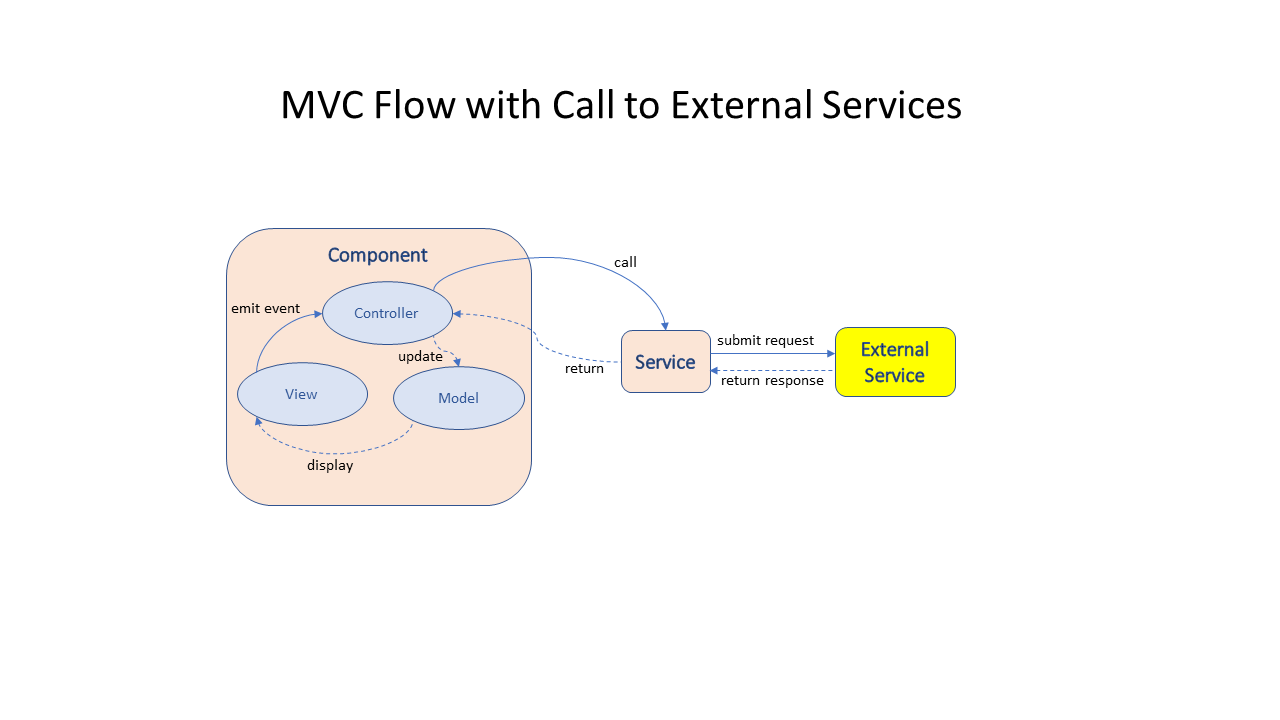 MVC Flow with Call to External Services
Component
call
emit event
Controller
update
return
View
Model
display
Service
submit request
return response
External
Service